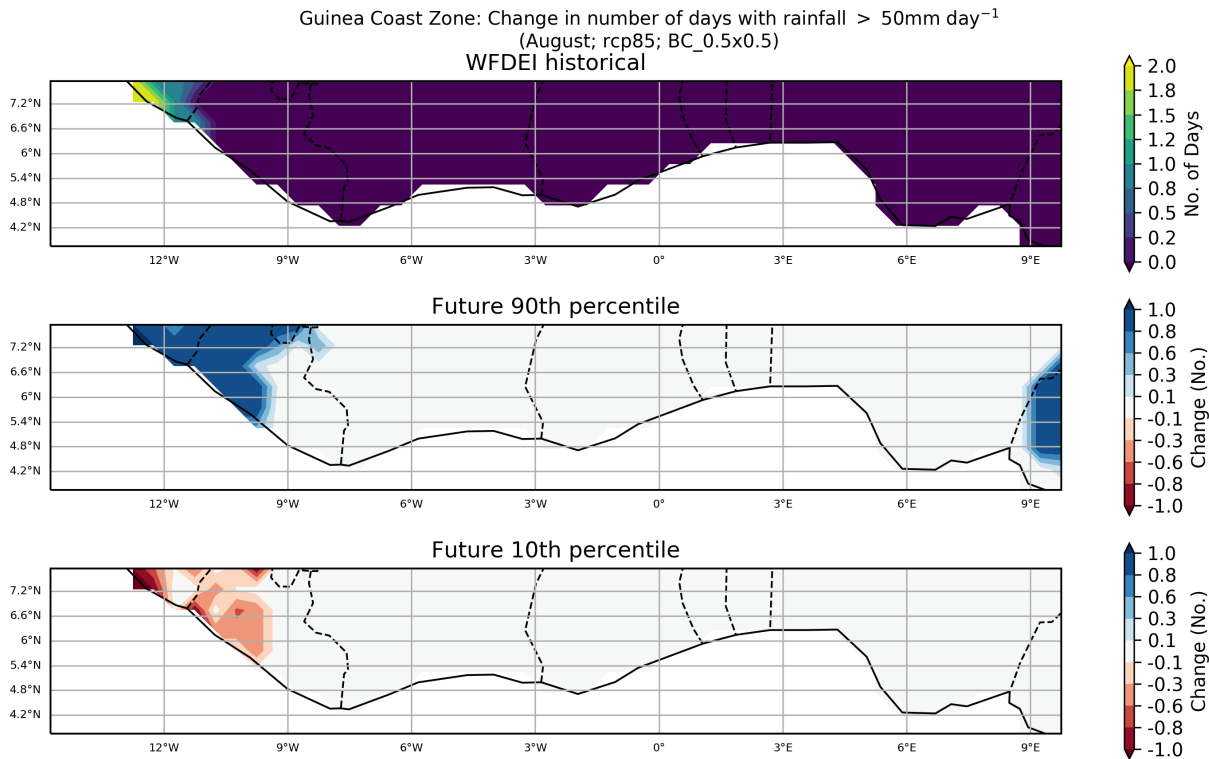 Guinea Coast Zone: Change in number of days with rainfall > 50mm day⁻¹
(August; rcp85; BC_0.5x0.5)
WFDEI historical
7.2°N
6.6°N
6°N
5.4°N
4.8°N
4.2°N
12°W 9°W 6°W 3°W 0° 3°E 6°E 9°E
2.0
1.8
1.5
1.2
1.0
0.8
0.5
0.2
0.0
No. of Days
Future 90th percentile
7.2°N
6.6°N
6°N
5.4°N
4.8°N
4.2°N
12°W 9°W 6°W 3°W 0° 3°E 6°E 9°E
1.0
0.8
0.6
0.3
0.1
-0.1
-0.3
-0.6
-0.8
-1.0
Change (No.)
Future 10th percentile
7.2°N
6.6°N
6°N
5.4°N
4.8°N
4.2°N
12°W 9°W 6°W 3°W 0° 3°E 6°E 9°E
1.0
0.8
0.6
0.3
0.1
-0.1
-0.3
-0.6
-0.8
-1.0
Change (No.)